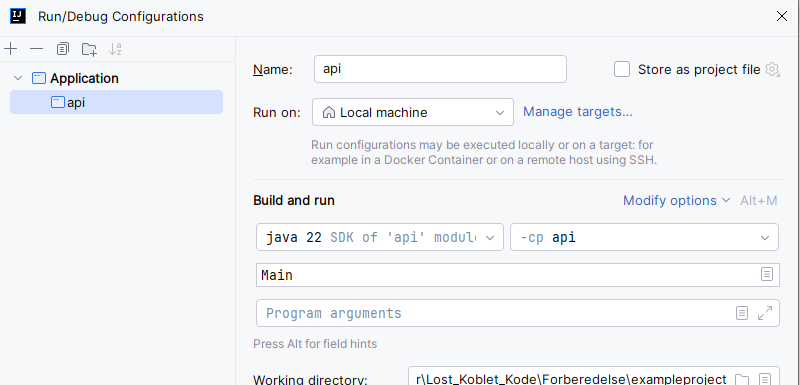 IJ Run/Debug Configurations
Application
api
Name: api Store as project file
Run on: Local machine Manage targets...
Run configurations may be executed locally or on a target: for
example in a Docker Container or on a remote host using SSH.
Build and run Modify options Alt+M
java 22 SDK of 'api' module -cp api
Main
Program arguments
Press Alt for field hints
Working directory: r\Lost_Koblet_Kode\Forberedelse\exampleproject